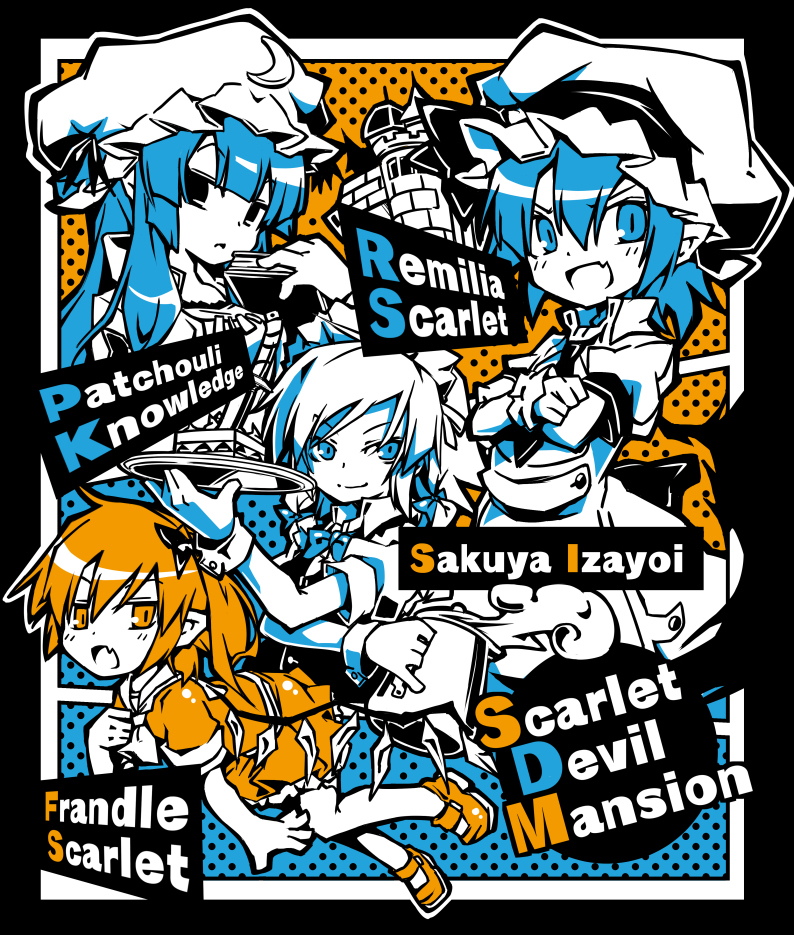 Remilia
Scarlet
Patchouli
Knowledge
Sakuya Izayoi
Scarlet
Devil
Mansion
Frandle
Scarlet